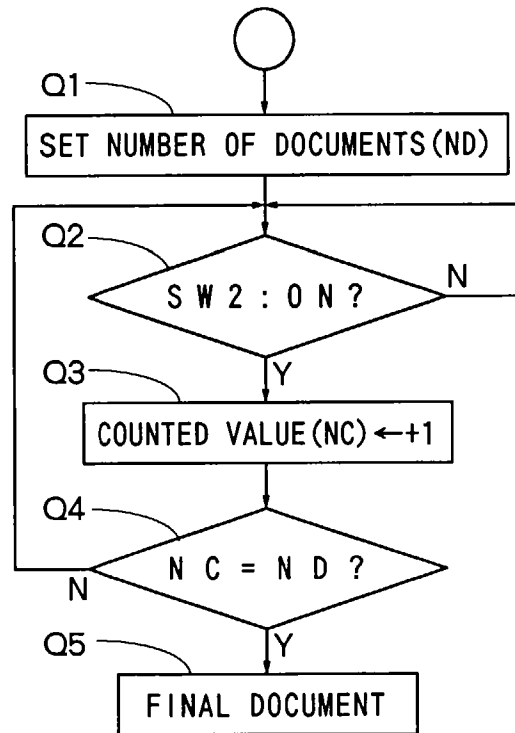 Q1
SET NUMBER OF DOCUMENTS(ND)
Q2
SW2:ON?
N
Y
Q3
COUNTED VALUE(NC)←+1
Q4
NC=ND?
N
Y
Q5
FINAL DOCUMENT